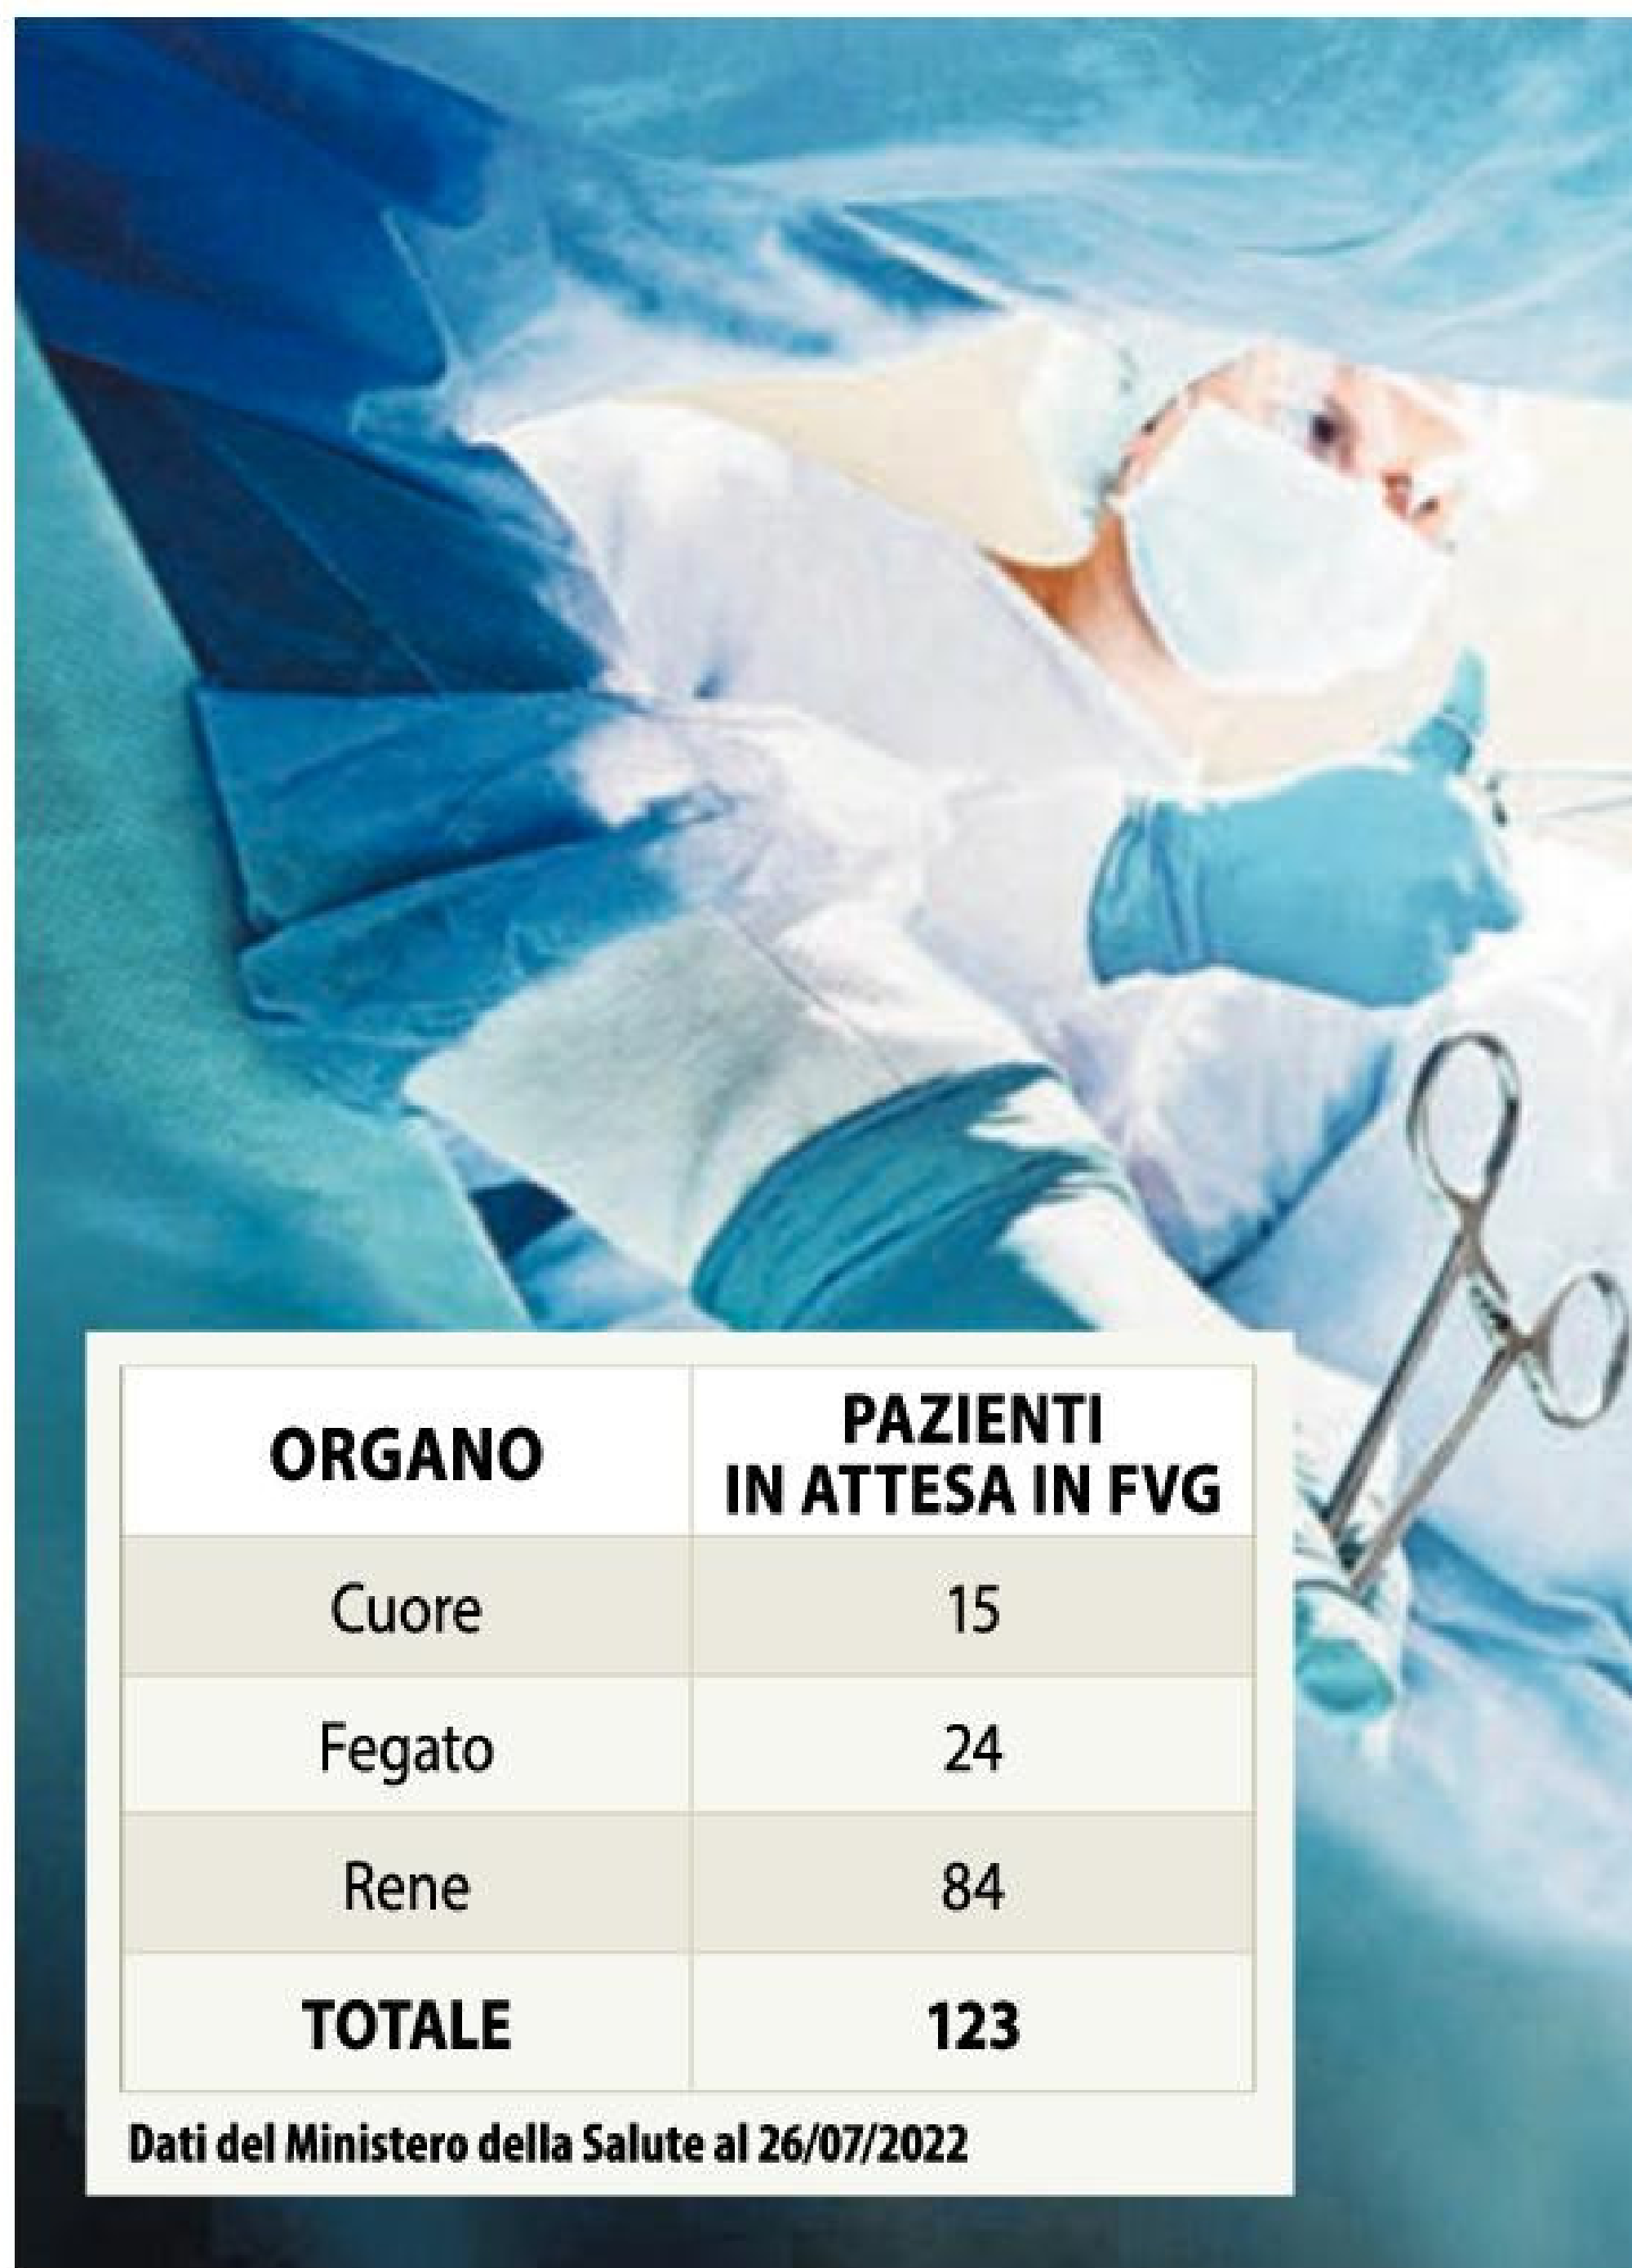 ORGANO
PAZIENTI
IN ATTESA IN FVG
Cuore 15
Fegato 24
Rene 84
TOTALE 123
Dati del Ministero della Salute al 26/07/2022